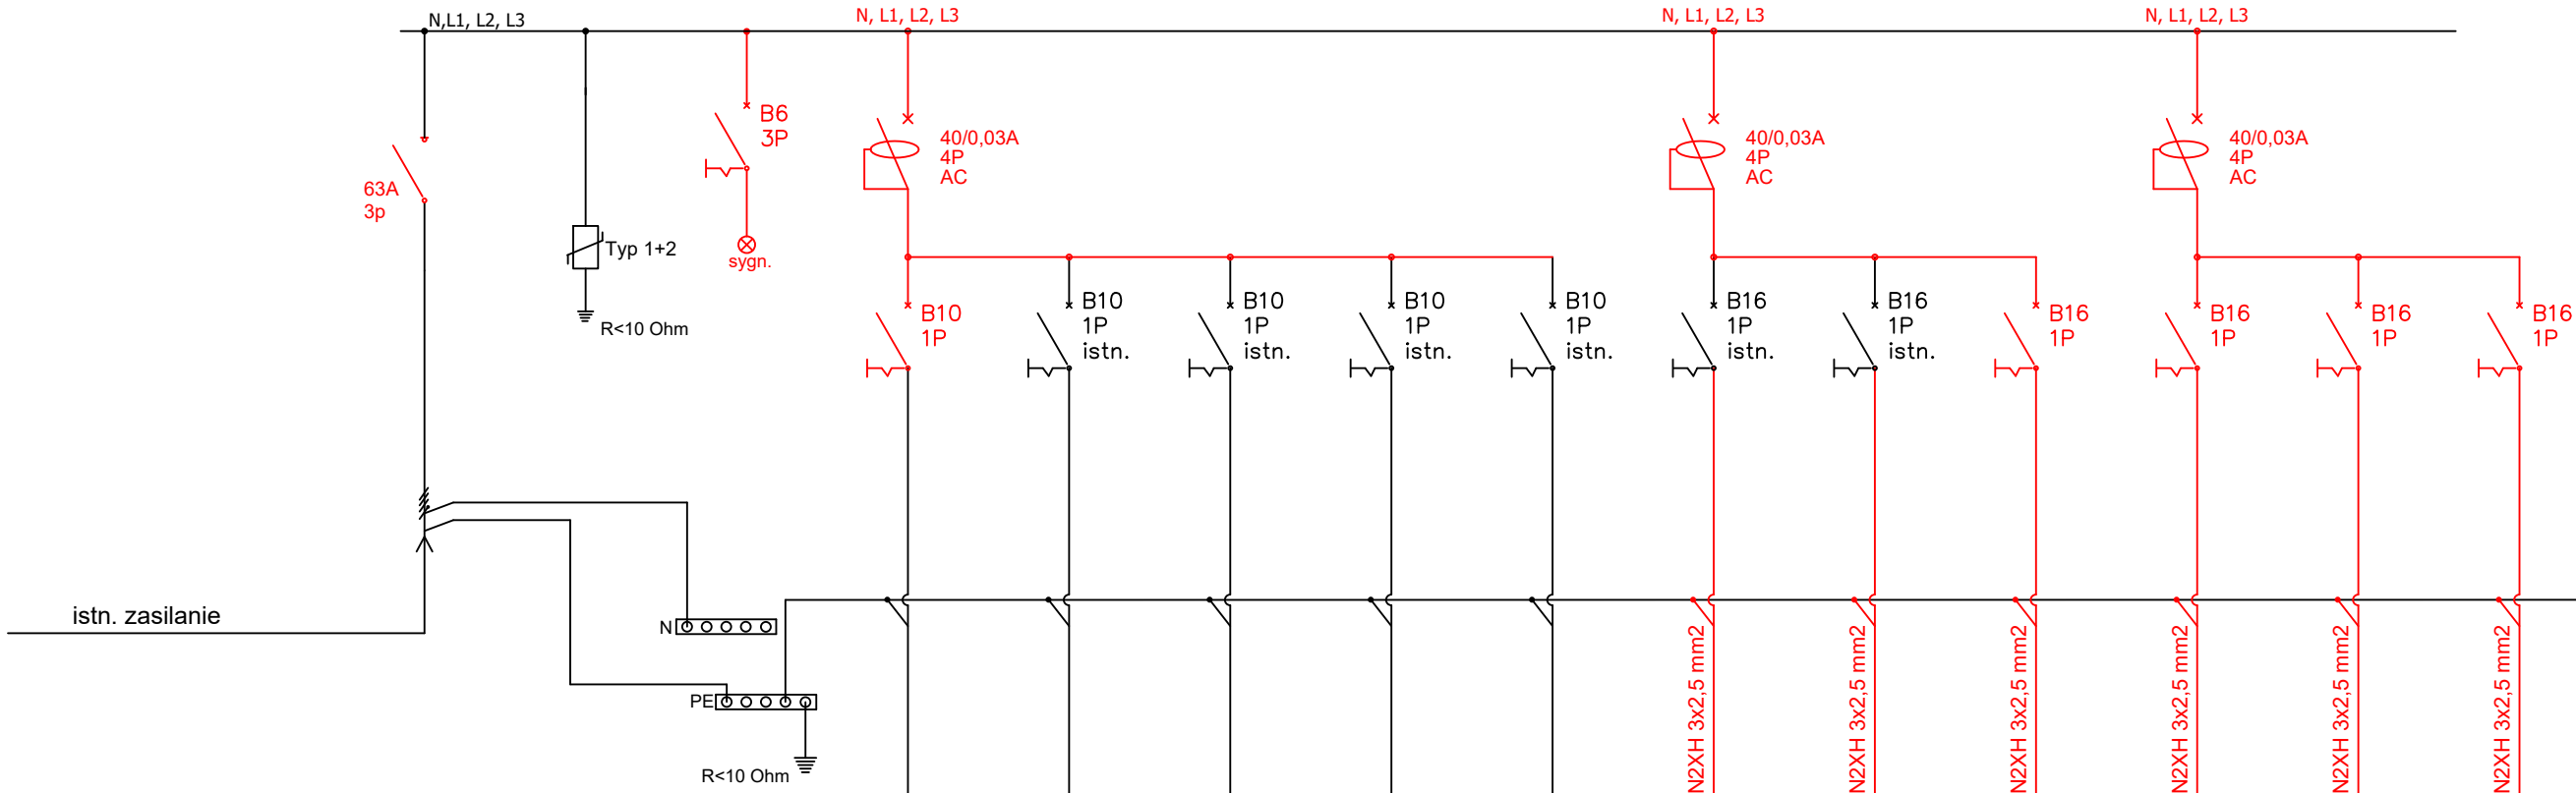 N,L1, L2, L3
N, L1, L2, L3
N, L1, L2, L3
N, L1, L2, L3
63A
3p
Typ 1+2
R<10 Ohm
B6
3P
sygn.
40/0,03A
4P
AC
40/0,03A
4P
AC
40/0,03A
4P
AC
B10
1P
B10
1P
istn.
B10
1P
istn.
B10
1P
istn.
B10
1P
istn.
B16
1P
istn.
B16
1P
istn.
B16
1P
B16
1P
B16
1P
B16
1P
istn. zasilanie
N
PE
R<10 Ohm
N2XH 3x2,5 mm2
N2XH 3x2,5 mm2
N2XH 3x2,5 mm2
N2XH 3x2,5 mm2
N2XH 3x2,5 mm2
N2XH 3x2,5 mm2